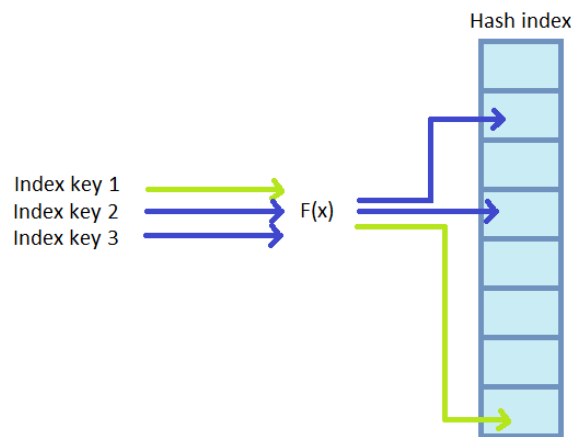 Hash index
Index key 1
Index key 2
F(x)
Index key 3